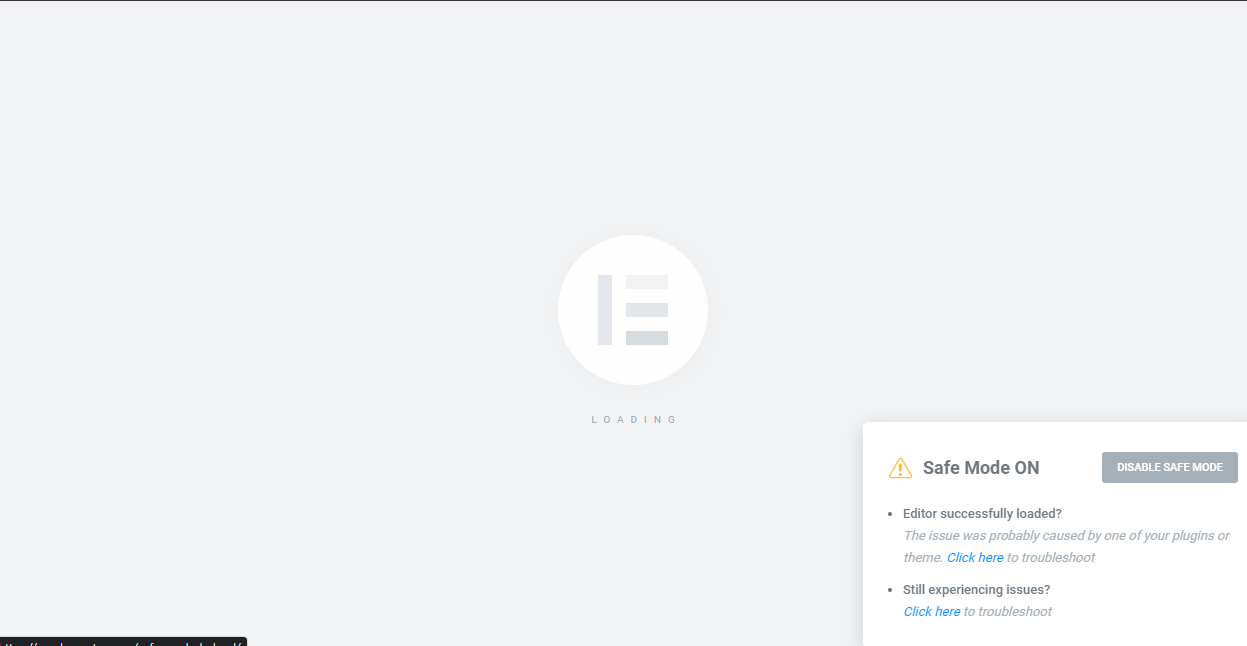 LOADING
Safe Mode ON
DISABLE SAFE MODE
Editor successfully loaded?
The issue was probably caused by one of your plugins or
theme. Click here to troubleshoot
Still experiencing issues?
Click here to troubleshoot